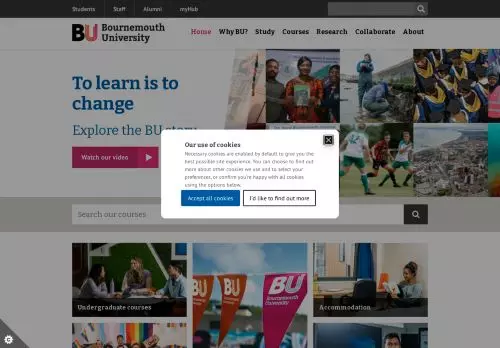 Students Staff Alumni myHub
BU Bournemouth
University
Home Why BU? Study Courses Research Collaborate About
To learn is to
change
Explore the BU story
Watch our video
Our use of cookies
Necessary cookies are enabled by default to give you the
best possible site experience. You can choose to find out
more about other cookies we use and to select your
preferences, or confirm you're happy with all cookies
using the options below.
Accept all cookies I'd like to find out more
Search our courses
BU
BU
BU
Bournemouth
University
Undergraduate courses
Accommodation